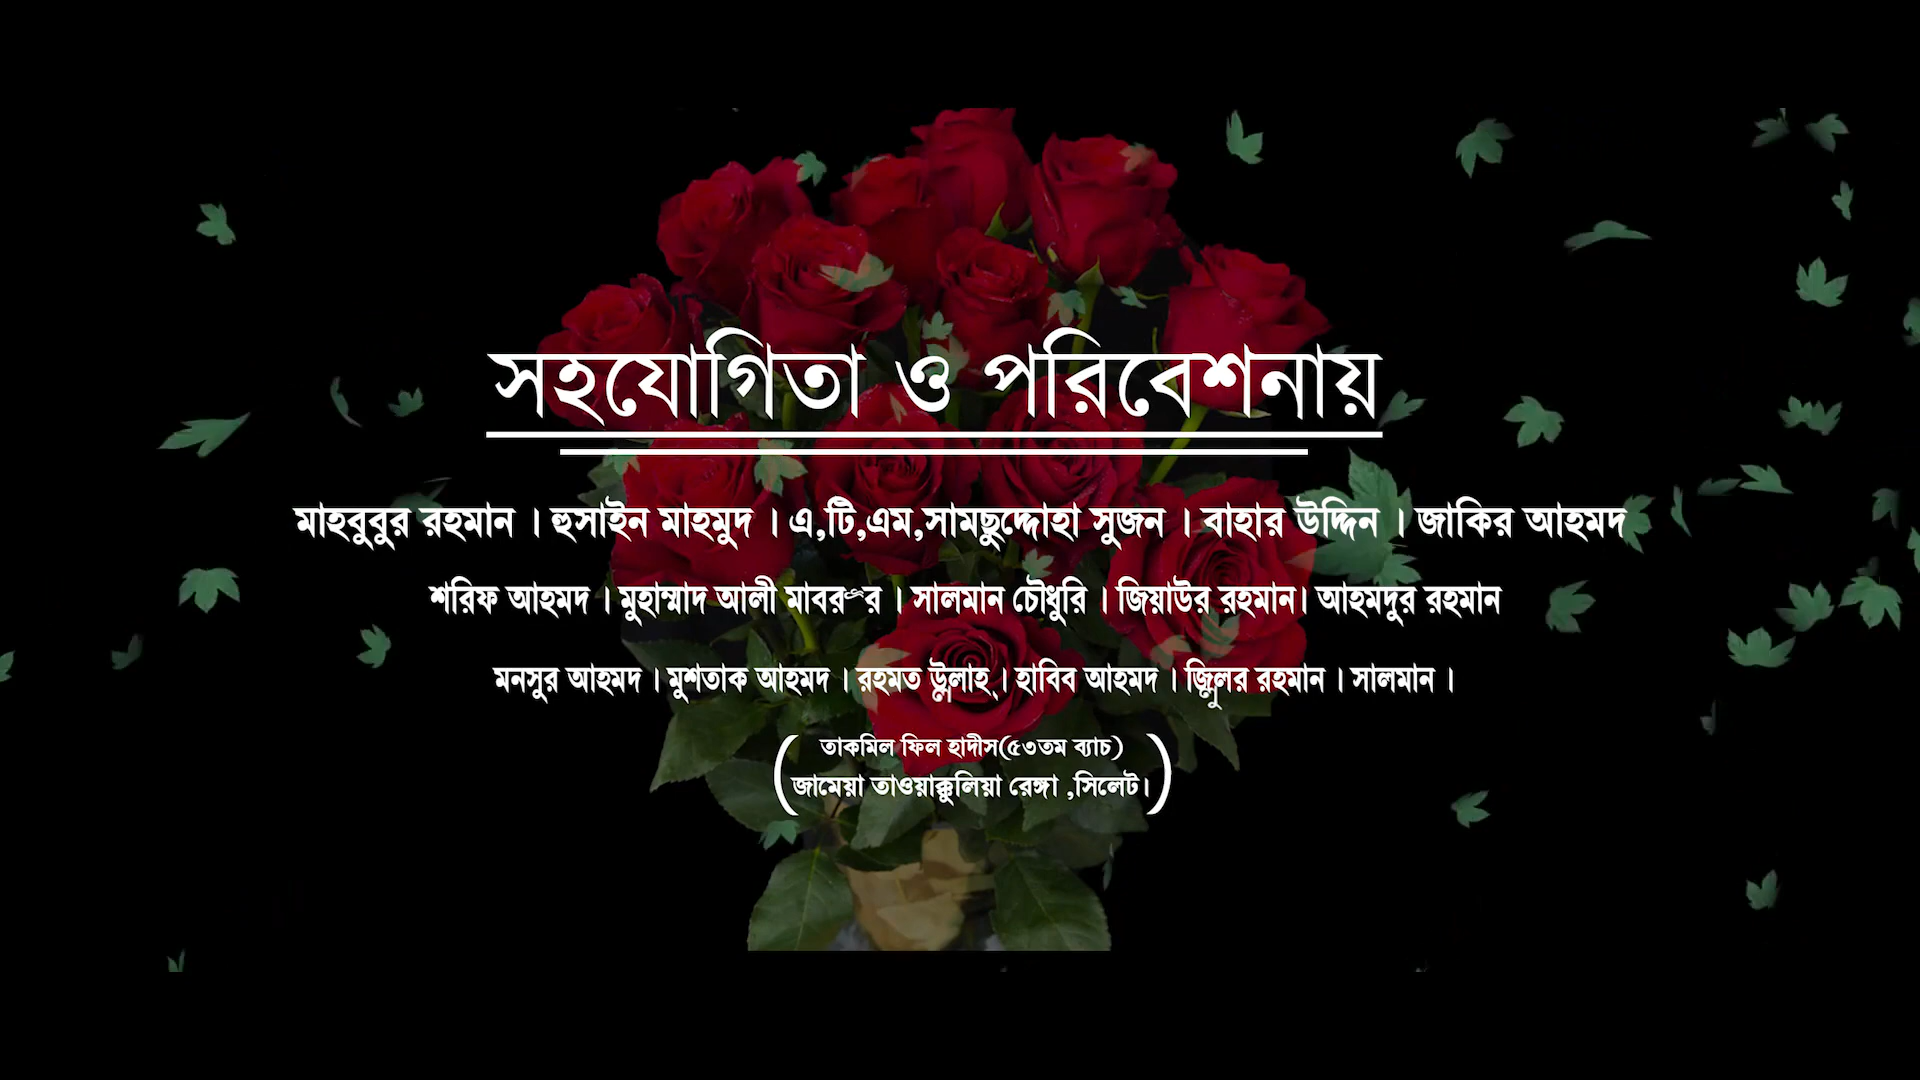 সহযোগিতা ও পরিবেশনায়
মাহবুবুর রহমান । হুসাইন মাহমুদ । এ,টি,এম,সামছুদ্দোহা সুজন । বাহার উদ্দিন । জাকির আহমদ
শরিফ আহমদ । মুহাম্মাদ আলী । সালমান চৌধুরি । জিয়াউর রহমান। আহমদুর রহমান
মনসুর আহমদ । মুশতাক আহমদ । রহমত উল্লাহ । হাবিব আহমদ । জিল্লুর রহমান । সালমান ।
তাকমিল ফিল হাদীস(৫৩তম ব্যাচ)
জামেয়া তাওয়াক্কুলিয়া রেঙ্গা ,সিলেট।